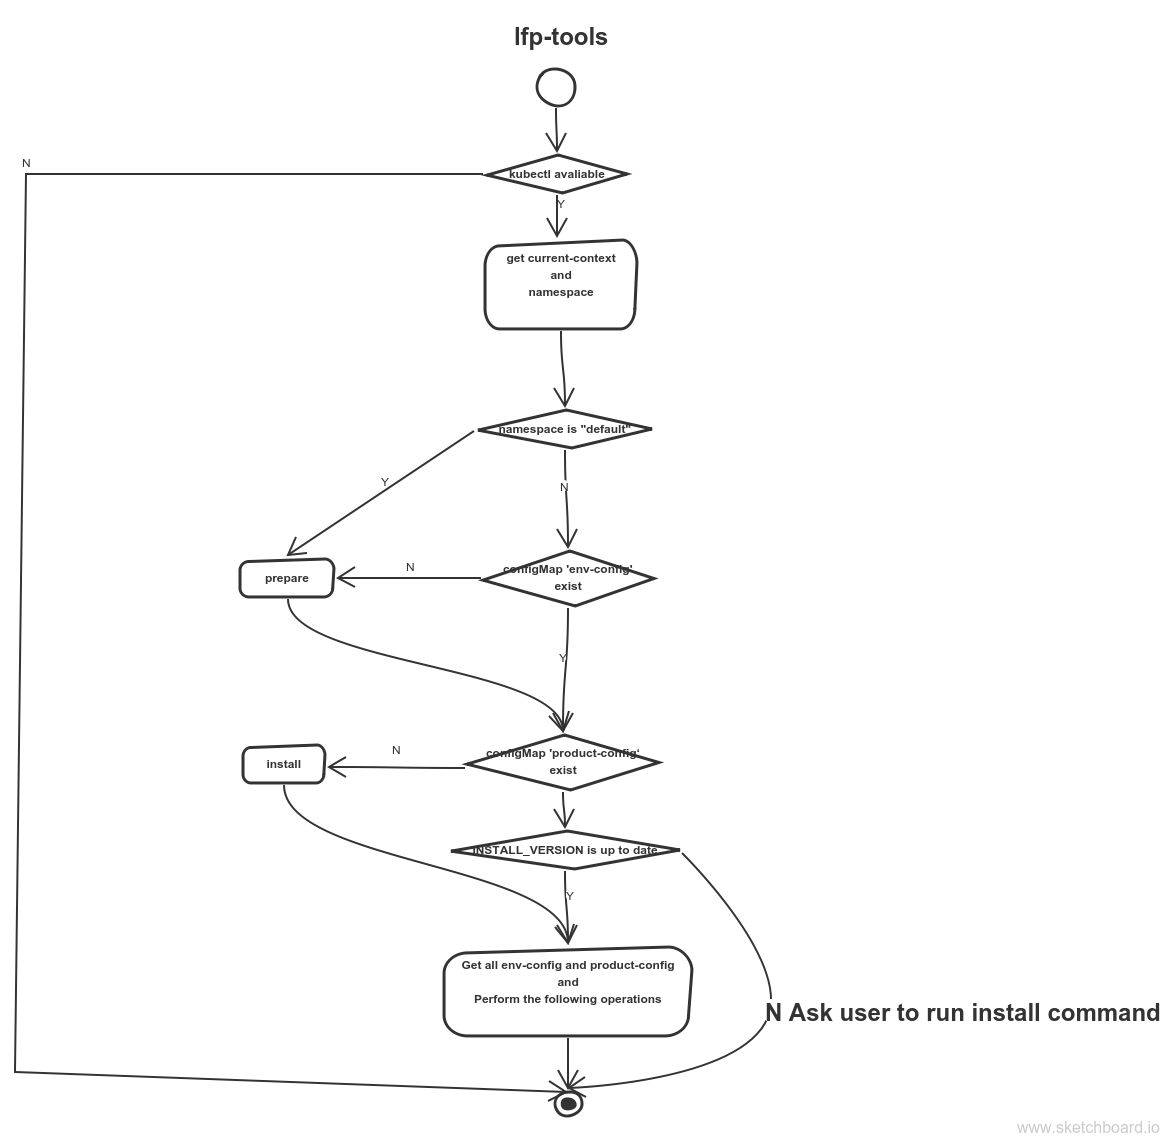 lfp-tools
N
kubectl avaliable
Y
get current-context
and
namespace
namespace is "default"
Y
N
configMap 'env-config'
exist
N
prepare
Y
configMap 'product-config‘
exist
N
install
INSTALL_VERSION is up to date
Y
Get all env-config and product-config
and
Perform the following operations
N Ask user to run install command
www.sketchboard.io